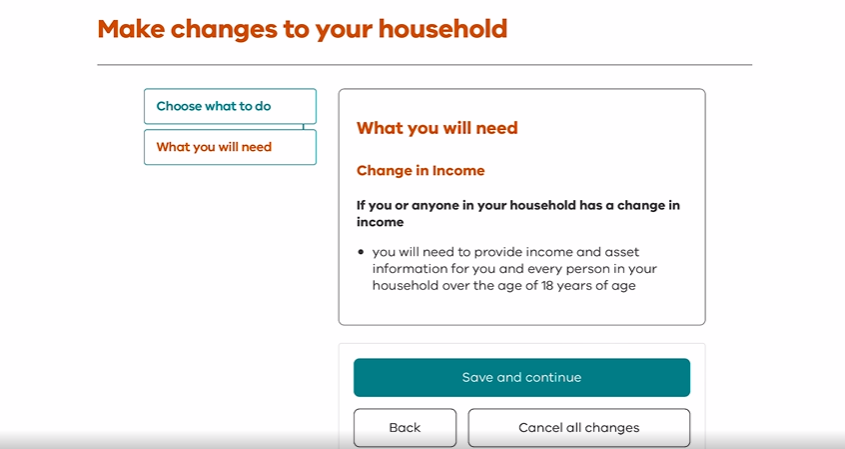 Make changes to your household
Choose what to do
What you will need
What you will need
Change in Income
If you or anyone in your household has a change in
income
• you will need to provide income and asset
information for you and every person in your
household over the age of 18 years of age
Save and continue
Back
Cancel all changes